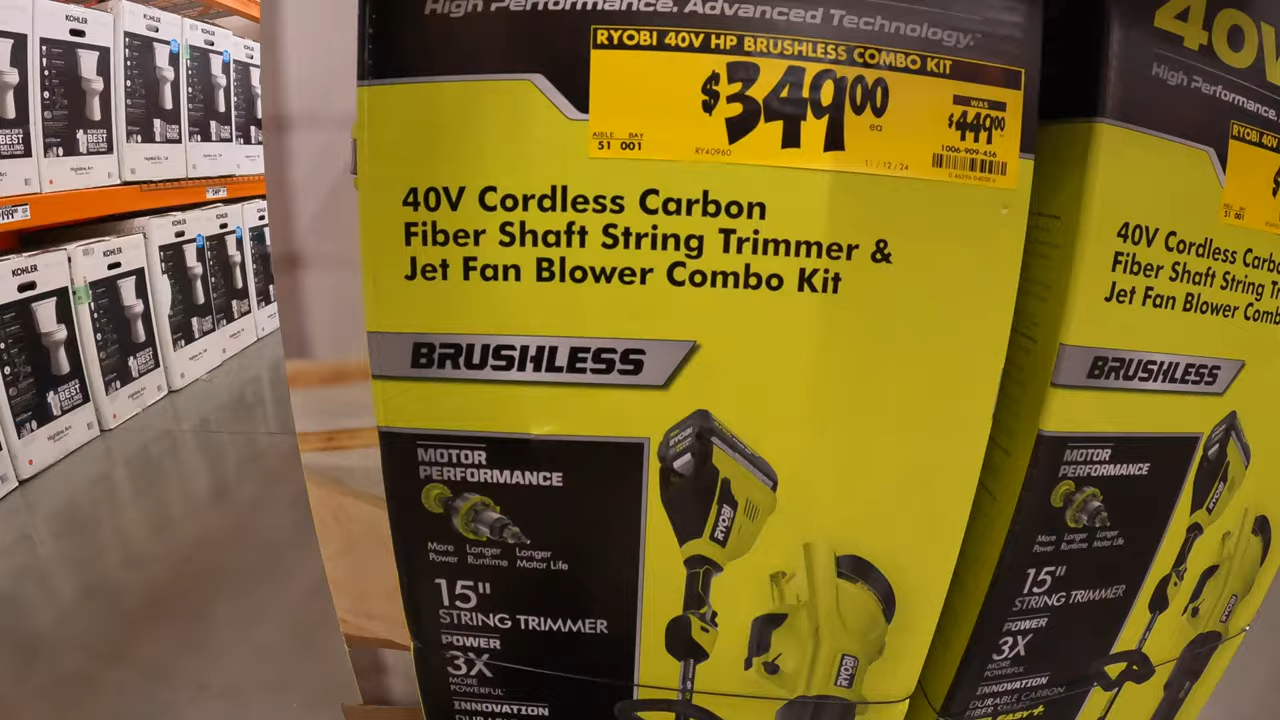 High Performance. Advanced Technology.
RYOBI 40V HP BRUSHLESS COMBO KIT
$349.00
ea
WAS
$449.00
AISLE BAY
51 001
RY40960
11/12/24
1006-909-456
40V Cordless Carbon
Fiber Shaft String Trimmer &
Jet Fan Blower Combo Kit
BRUSHLESS
MOTOR
PERFORMANCE
More Power
Longer Runtime
Longer Motor Life
15"
STRING TRIMMER
POWER
3X
MORE
POWERFUL
INNOVATION
RYOBI
RYOBI
40V
High Performance.
RYOBI 40V
51 001
40V Cordless
Fiber Shaft String
Jet Fan Blower
BRUSHLESS
MOTOR
PERFORMANCE
More Power
Longer Runtime
Longer Motor Life
15"
STRING TRIMMER
POWER
3X
MORE
POWERFUL
INNOVATION
DURABLE CARBON
FIBER
RYOBI
RYOBI
KOHLER
KOHLER
KOHLER
KOHLER
KOHLER'S
BEST
SELLING
KOHLER
KOHLER
KOHLER
KOHLER
KOHLER'S
BEST
SELLING